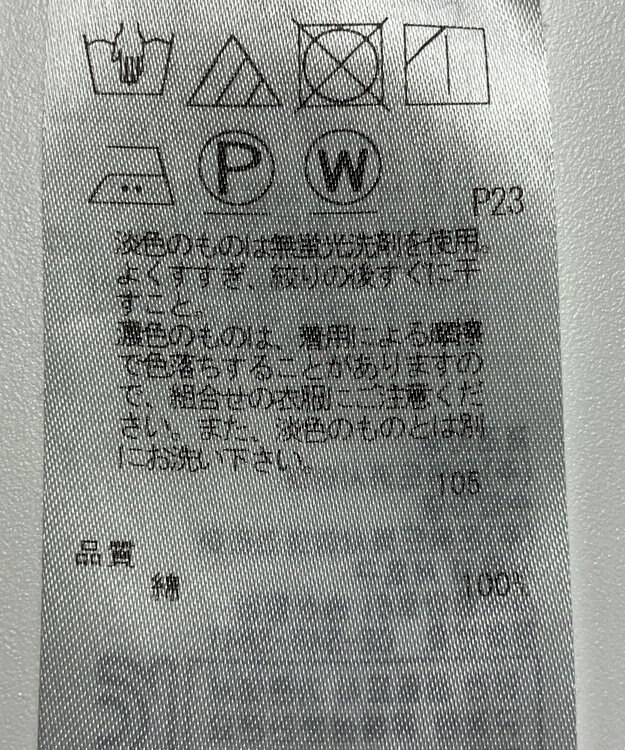 P W P23
淡色のものは無蛍光洗剤を使用。
よくすすぎ、絞りの後すぐに干
すこと。
濃色のものは、着用による摩擦
で色落ちすることがありますの
で、組合せの衣服にご注意くだ
さい。また、淡色のものとは別
にお洗い下さい。
105
品質
綿 100%